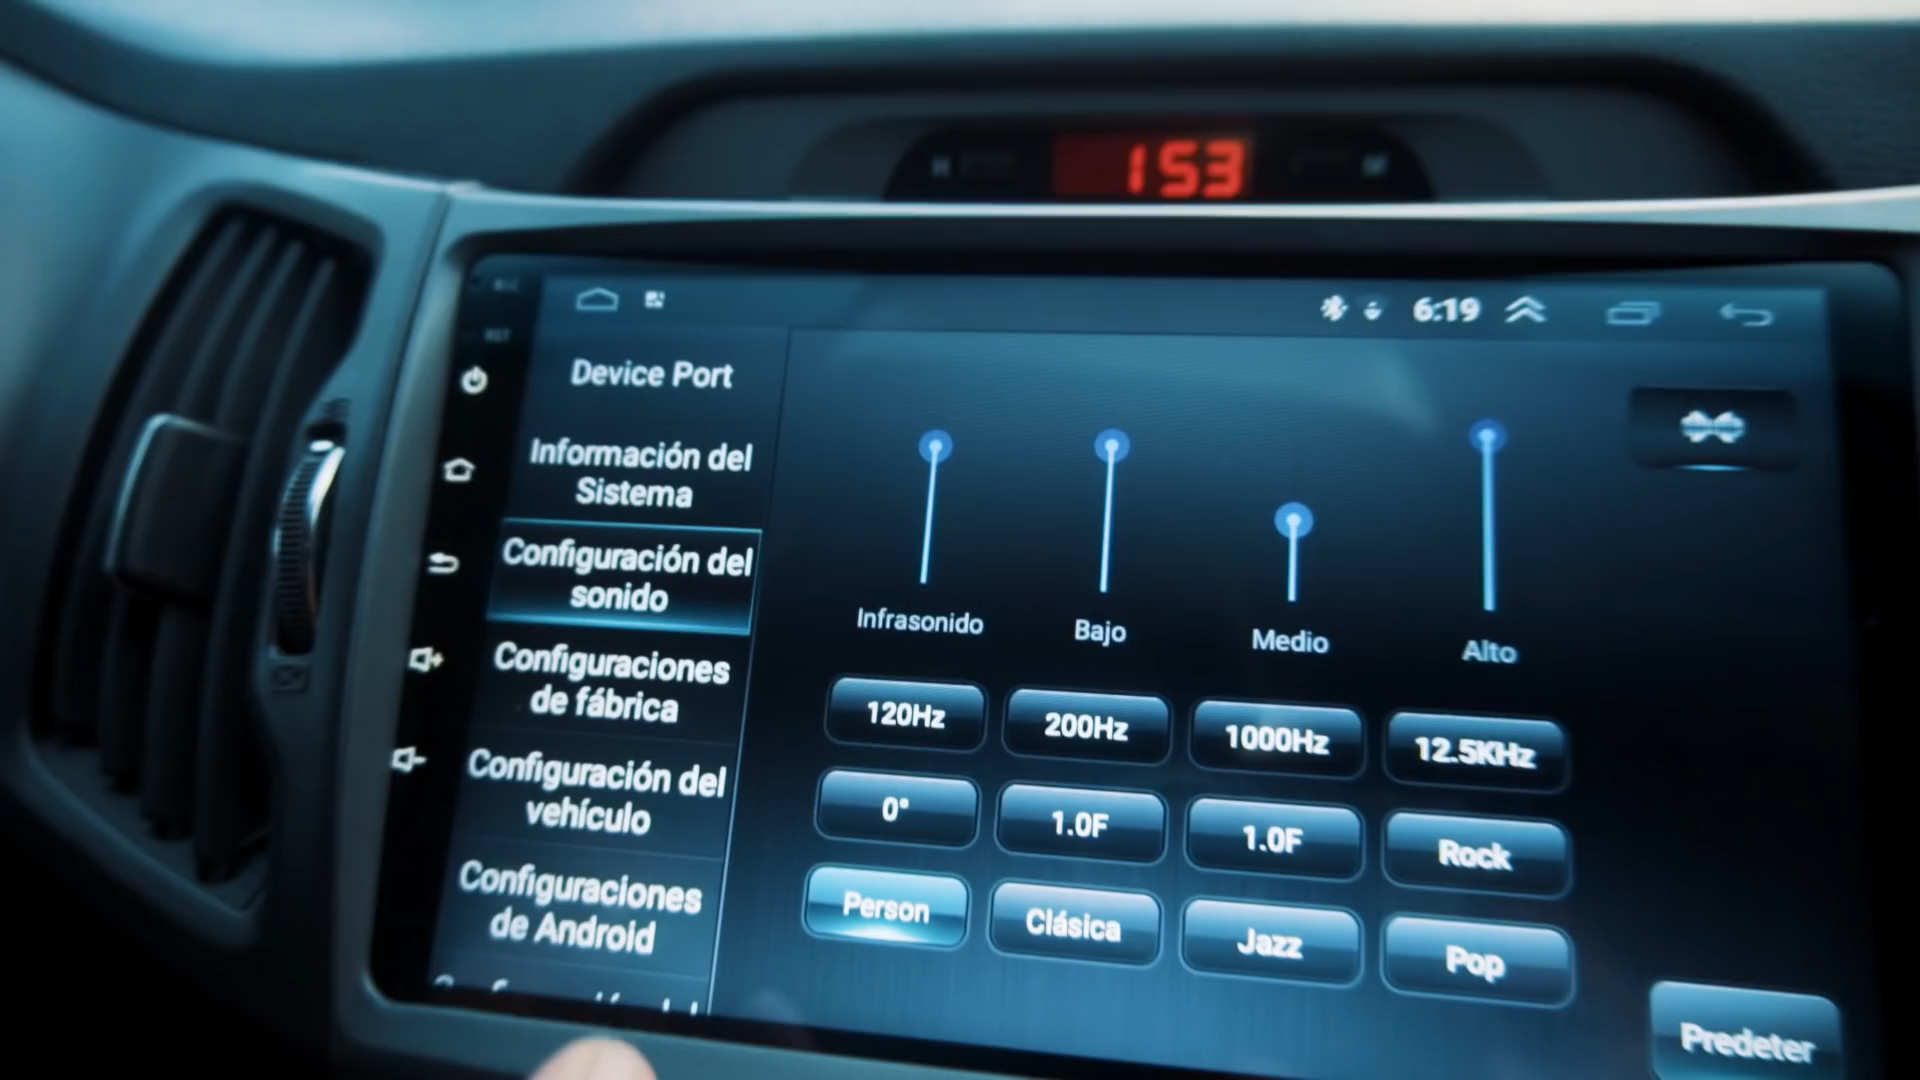 153
6:19
Device Port
Información del
Sistema
Configuración del
sonido
Configuraciones
de fábrica
Configuración del
vehículo
Configuraciones
de Android
Infrasonido
Bajo
Medio
Alto
120Hz
200Hz
1000Hz
12.5KHz
0°
1.0F
1.0F
Rock
Person
Clásica
Jazz
Pop
Predeter